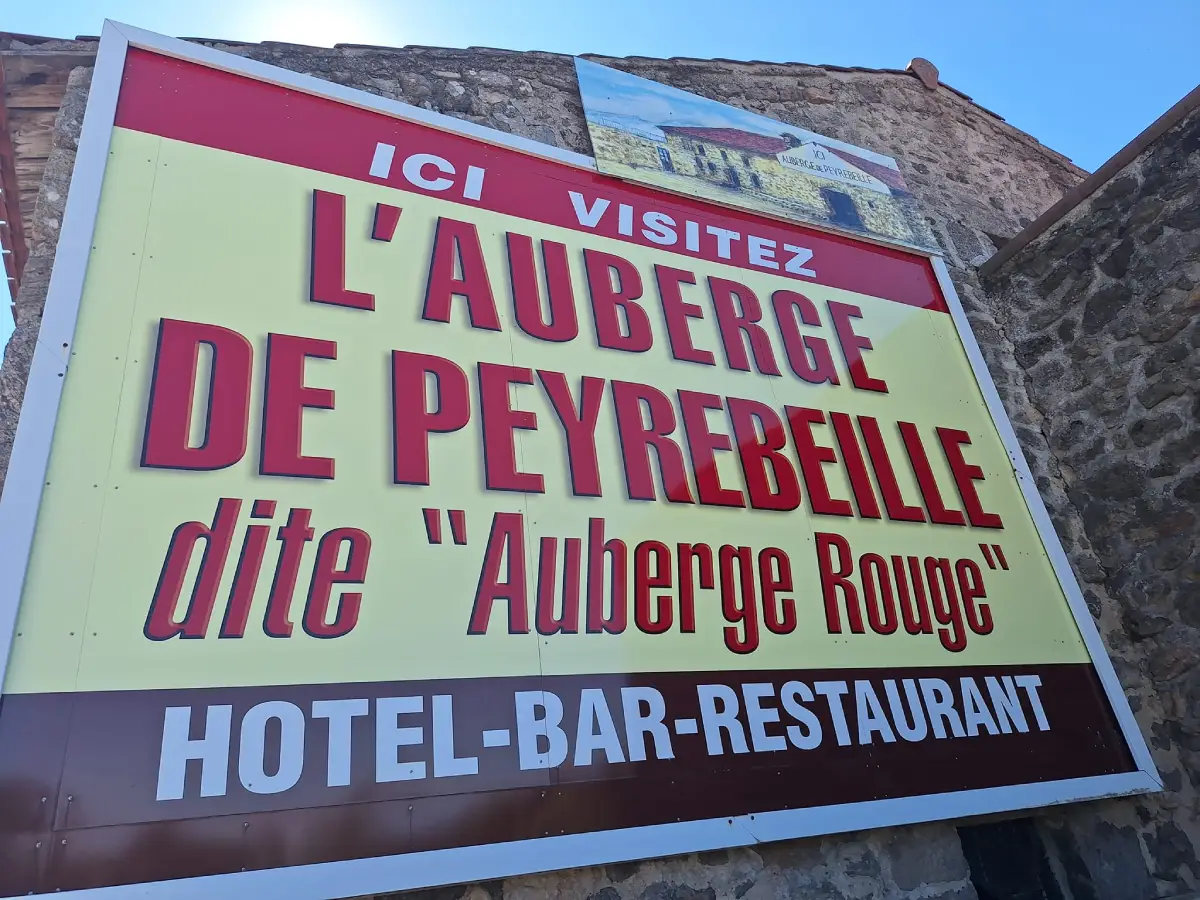 ICI
AUBERGE DE PEYREBEILLE
ICI VISITEZ
L'AUBERGE
DE PEYREBEILLE
dite "Auberge Rouge"
HOTEL-BAR-RESTAURANT